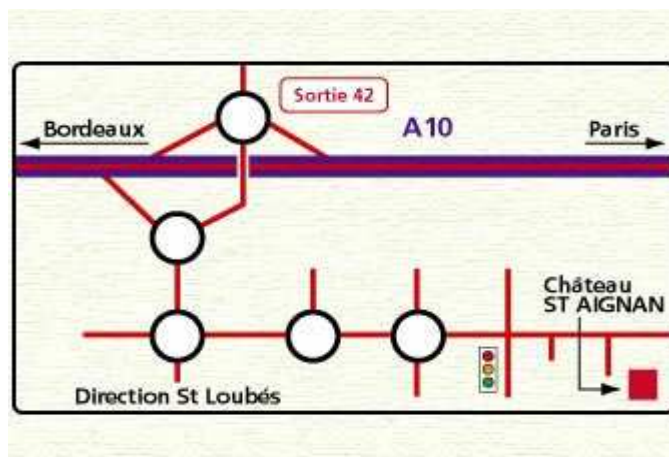 Sortie 42
Bordeaux
A10
Paris
Château
ST AIGNAN
Direction St Loubés